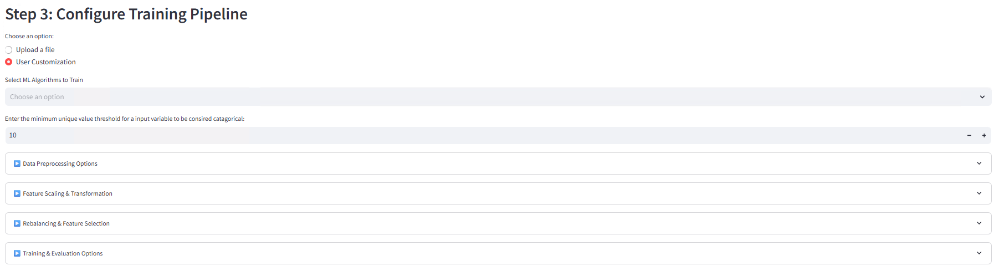 Step 3: Configure Training Pipeline
Choose an option:
Upload a file
User Customization
Select ML Algorithms to Train
Choose an option
Enter the minimum unique value threshold for a input variable to be consired catagorical:
10
Data Preprocessing Options
Feature Scaling & Transformation
Rebalancing & Feature Selection
Training & Evaluation Options